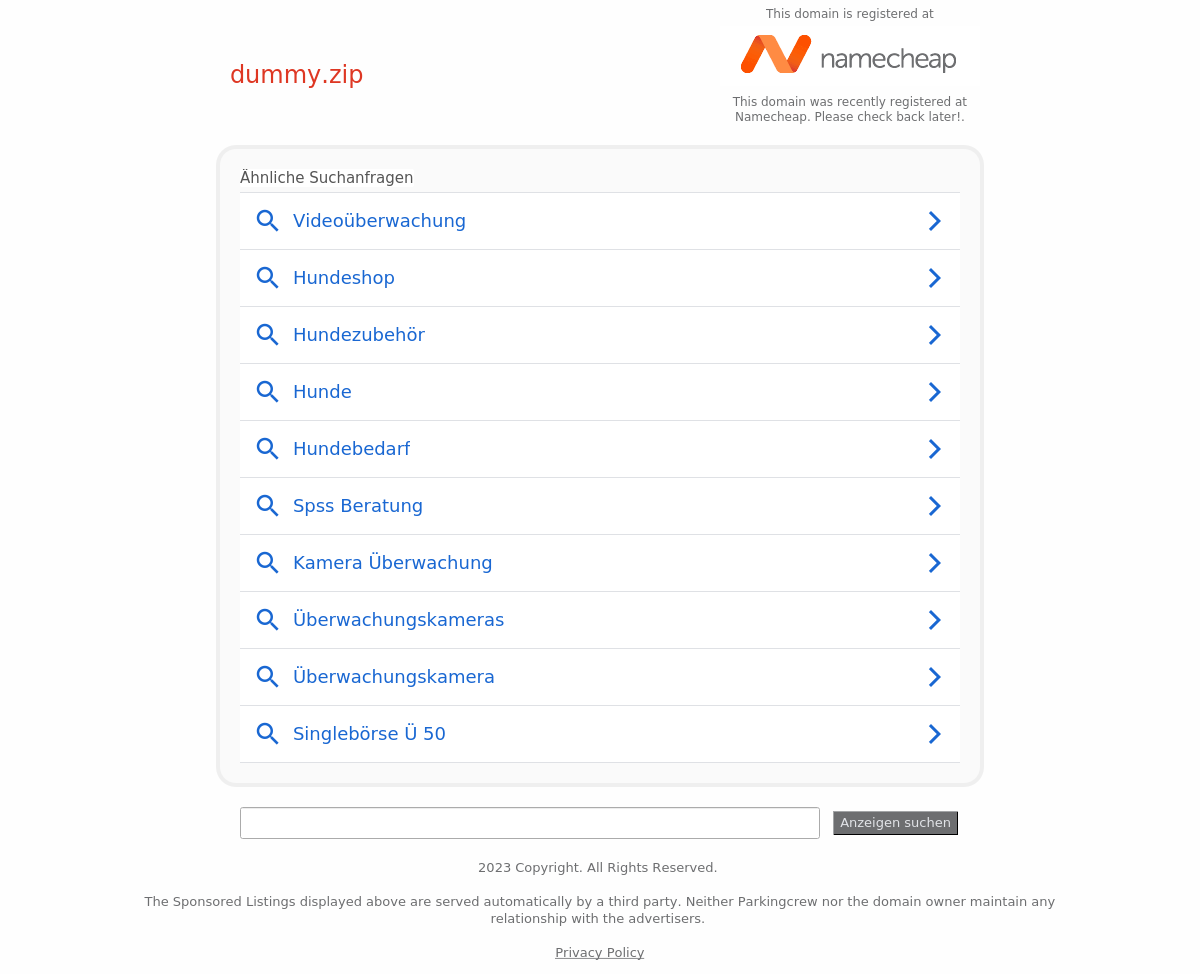 This domain is registered at
namecheap
dummy.zip
This domain was recently registered at
Namecheap. Please check back later!.
Ähnliche Suchanfragen
Videoüberwachung
Hundeshop
Hundezubehör
Hunde
Hundebedarf
Spss Beratung
Kamera Überwachung
Überwachungskameras
Überwachungskamera
Singlebörse Ü 50
Anzeigen suchen
2023 Copyright. All Rights Reserved.
The Sponsored Listings displayed above are served automatically by a third party. Neither Parkingcrew nor the domain owner maintain any
relationship with the advertisers.
Privacy Policy